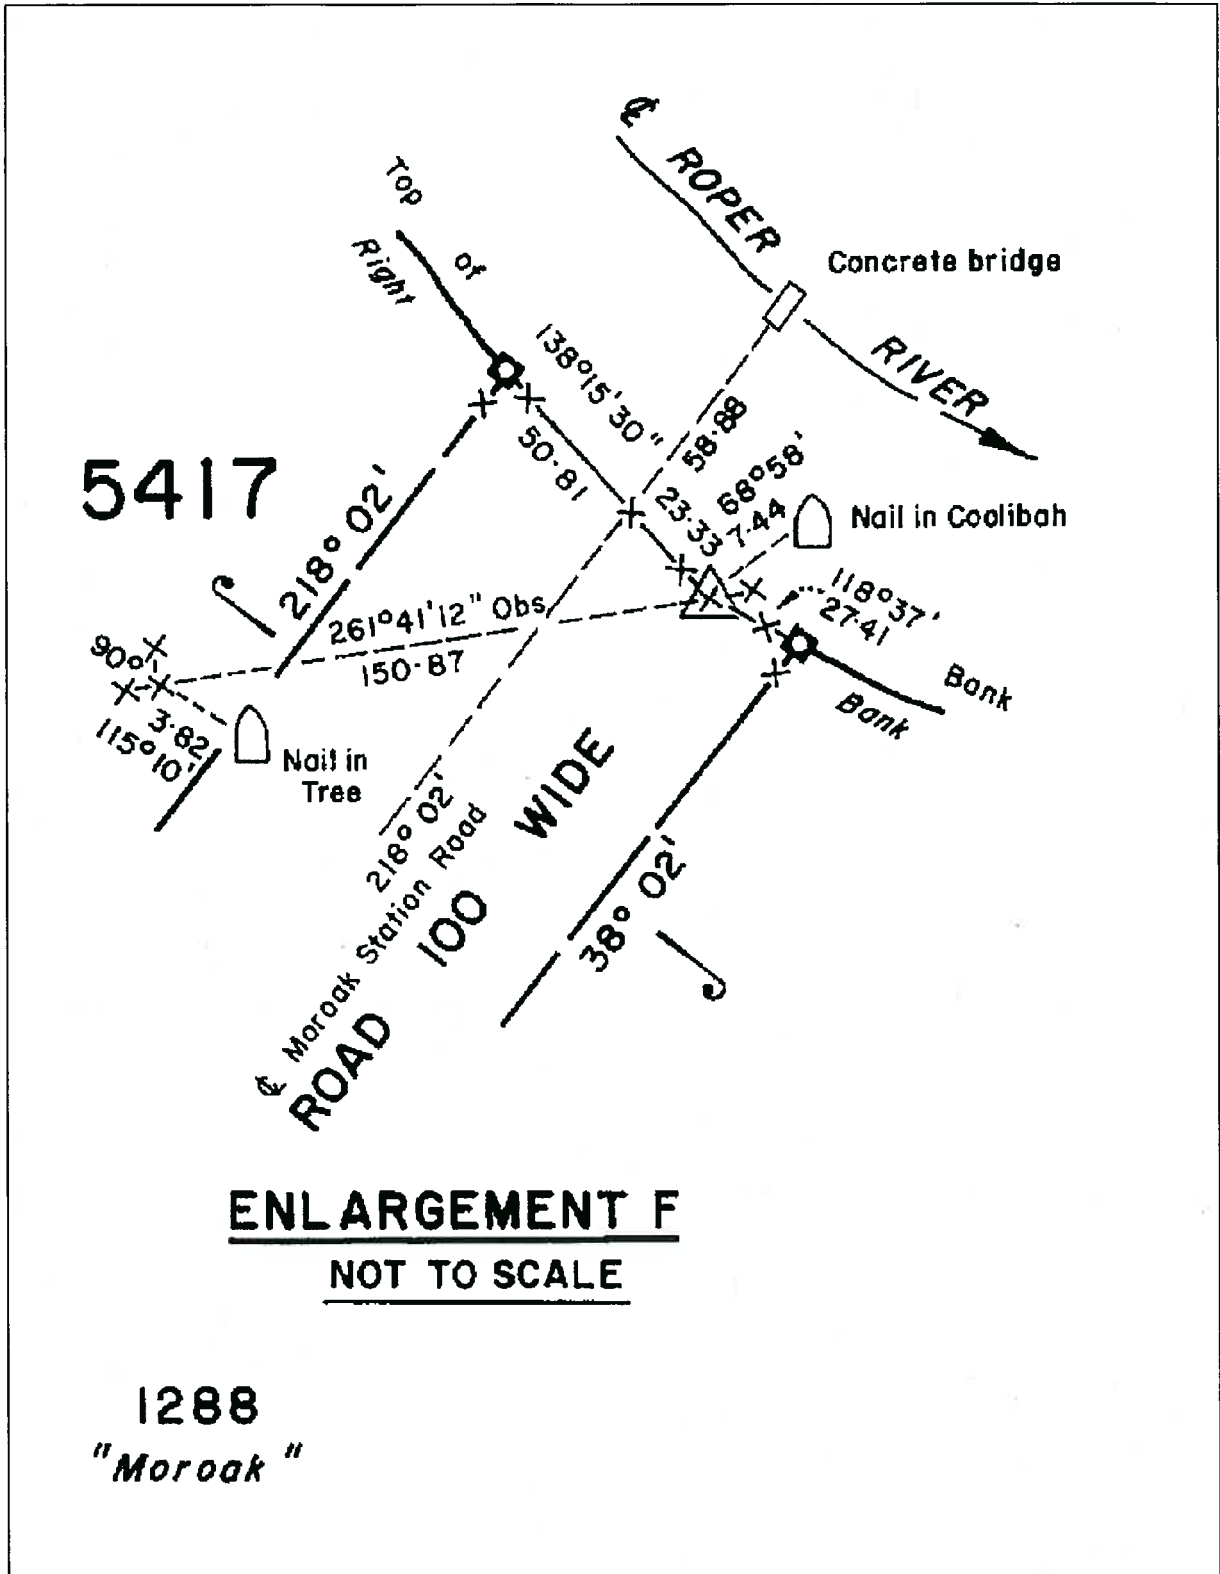 ℄
ROPER
RIVER
Concrete bridge
Top of
Right
138°15'30"
50·81
58·88
68°58'
23·33
7·44
Nail in Coolibah
5417
218° 02'
261°41'12" Obs
150·87
118°37'
27·41
Bank
Bank
90°
3·82
115°10'
Nail in
Tree
218° 02'
℄ Moroak Station Road
ROAD 100 WIDE
38° 02'
ENLARGEMENT F
NOT TO SCALE
1288
"Moroak"